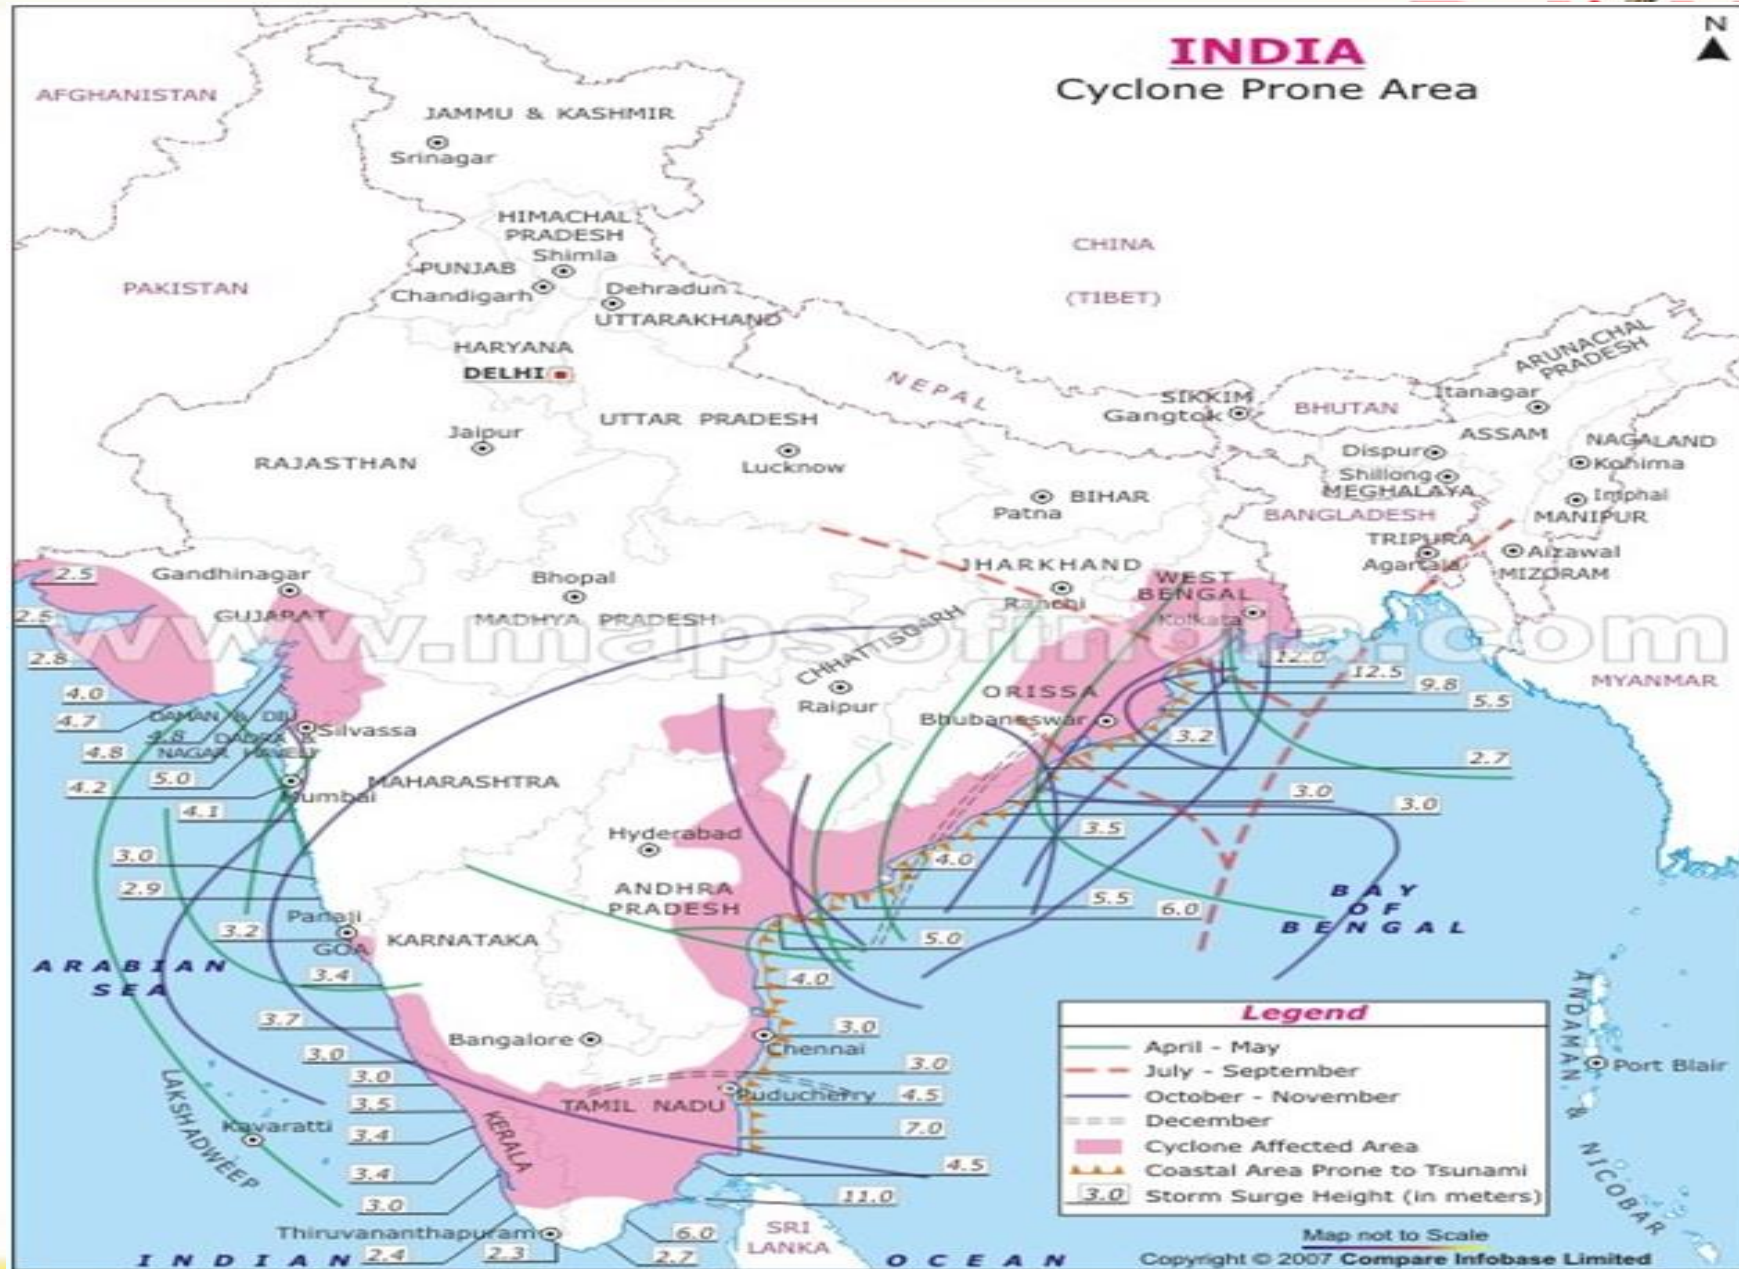 INDIA
Cyclone Prone Area
N
AFGHANISTAN
JAMMU & KASHMIR
Srinagar
HIMACHAL
PRADESH
Shimla
CHINA
PUNJAB
Chandigarh
Dehradun
PAKISTAN
(TIBET)
UTTARAKHAND
HARYANA
DELHI
ARUNACHAL
PRADESH
NEPAL
SIKKIM
Gangtok
BHUTAN
Itanagar
UTTAR PRADESH
Jaipur
ASSAM
NAGALAND
Dispur
RAJASTHAN
Lucknow
Kohima
Shillong
MEGHALAYA
BIHAR
Patna
Imphal
MANIPUR
BANGLADESH
TRIPURA
Agartala
Aizawal
MIZORAM
JHARKHAND
Ranchi
WEST
BENGAL
Kolkata
2.5
Gandhinagar
Bhopal
2.5
GUJARAT
MADHYA PRADESH
www.mapsofindia.com
CHHATTISGARH
2.8
12.0
12.5
9.8
MYANMAR
4.0
ORISSA
5.5
Raipur
Bhubaneswar
4.7
DAMAN & DIU
4.8
DADRA &
NAGAR HAVELI
Silvassa
3.2
4.8
2.7
5.0
4.2
Mumbai
MAHARASHTRA
3.0
3.0
4.1
3.5
Hyderabad
3.0
4.0
2.9
ANDHRA
PRADESH
5.5
6.0
BAY
OF
BENGAL
Panaji
GOA
3.2
KARNATAKA
5.0
ARABIAN
SEA
3.4
4.0
3.7
3.0
Bangalore
Chennai
3.0
3.0
3.0
Puducherry
4.5
3.5
TAMIL NADU
LAKSHADWEEP
Kavaratti
3.4
KERALA
7.0
3.4
4.5
3.0
11.0
Thiruvananthapuram
6.0
SRI
LANKA
2.4
2.3
2.7
INDIAN OCEAN
ANDAMAN & NICOBAR
Port Blair
Legend
April - May
July - September
October - November
December
Cyclone Affected Area
Coastal Area Prone to Tsunami
3.0 Storm Surge Height (in meters)
Map not to Scale
Copyright © 2007 Compare Infobase Limited